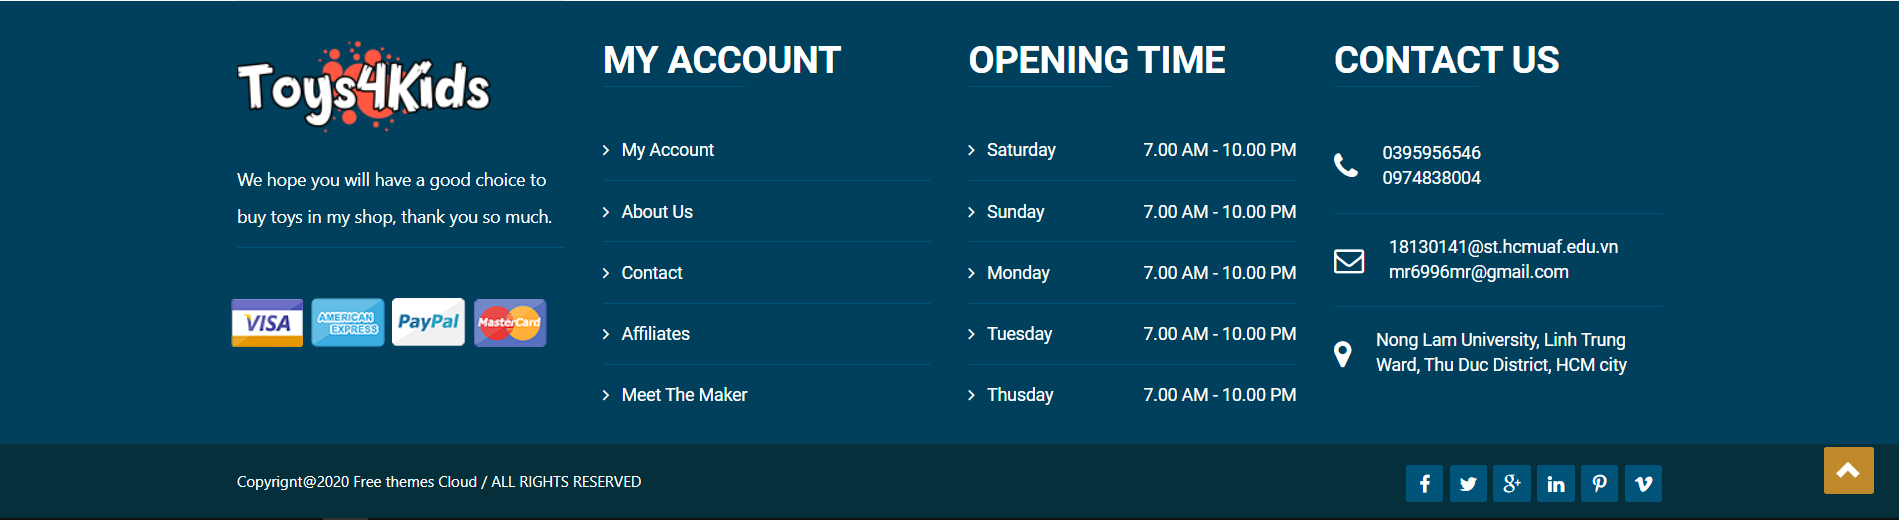 Toys4Kids
We hope you will have a good choice to
buy toys in my shop, thank you so much.
VISA
AMERICAN
EXPRESS
PayPal
MasterCard
MY ACCOUNT
My Account
About Us
Contact
Affiliates
Meet The Maker
OPENING TIME
Saturday 7.00 AM - 10.00 PM
Sunday 7.00 AM - 10.00 PM
Monday 7.00 AM - 10.00 PM
Tuesday 7.00 AM - 10.00 PM
Thusday 7.00 AM - 10.00 PM
CONTACT US
0395956546
0974838004
18130141@st.hcmuaf.edu.vn
mr6996mr@gmail.com
Nong Lam University, Linh Trung
Ward, Thu Duc District, HCM city
Copyrignt@2020 Free themes Cloud / ALL RIGHTS RESERVED